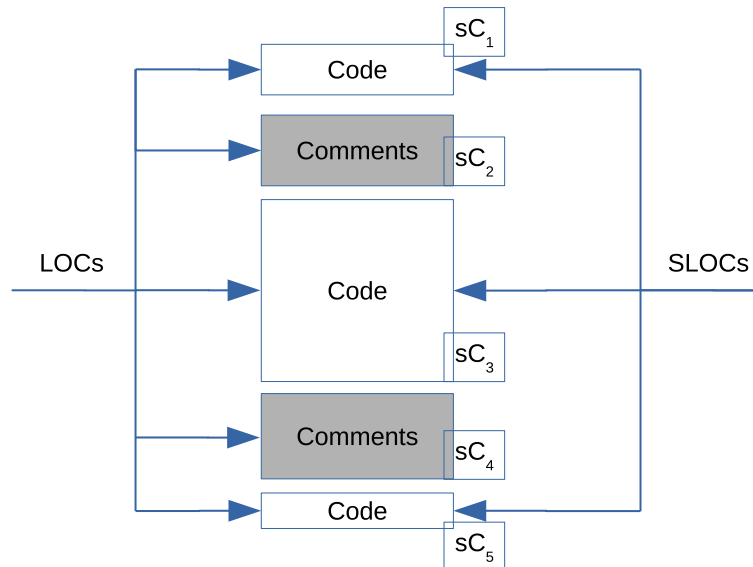 sC1
Code
Comments
sC2
LOCs
Code
SLOCs
sC3
Comments
sC4
Code
sC5